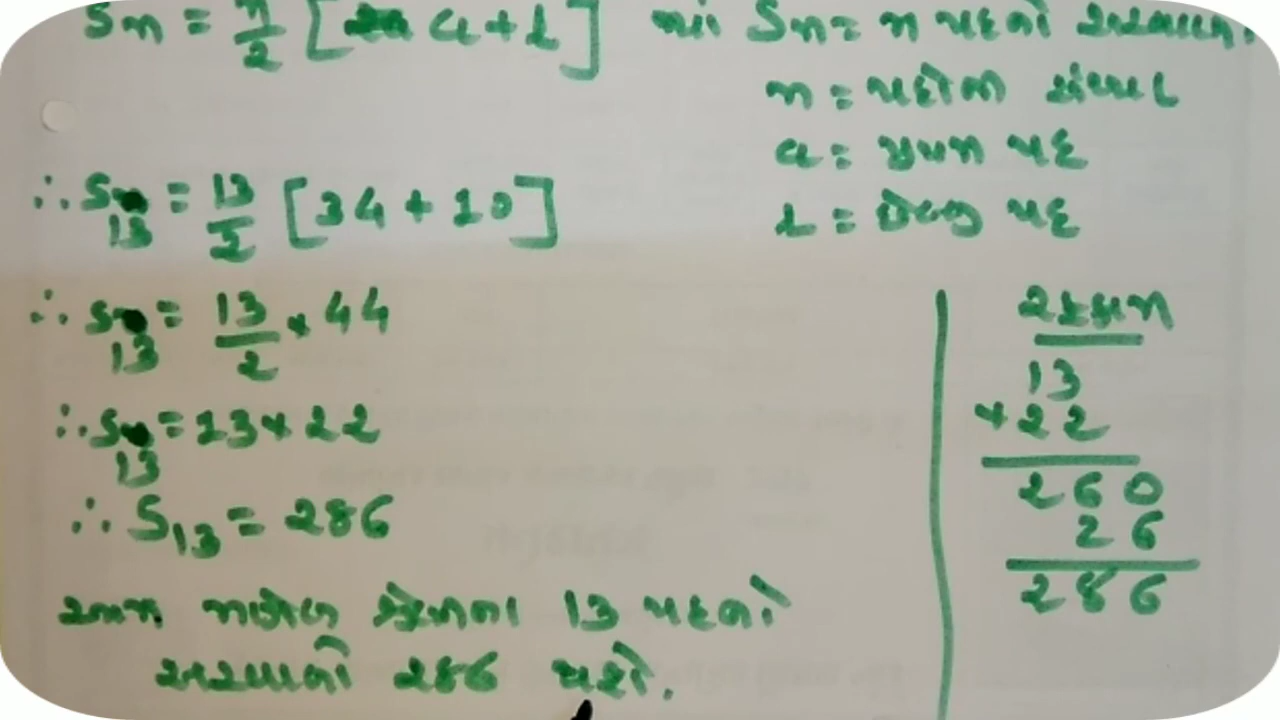 Sn = n/2 [a + l] જ્યાં Sn = n પદનો સરવાળો
n = પદોની સંખ્યા
a = પ્રથમ પદ
l = છેલ્લુ પદ
∴ S13 = 13/2 [34 + 10]
∴ S13 = 13/2 × 44
∴ S13 = 13 × 22
∴ S13 = 286
આમ આપેલ શ્રેણીના 13 પદનો
સરવાળો 286 થશે.
રફકામ
13
×22
260
26
286